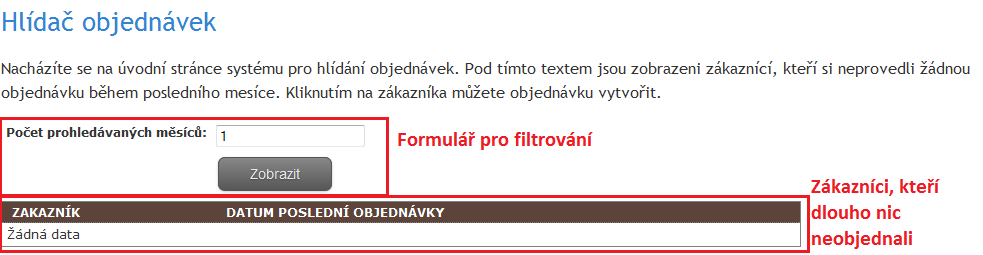 Hlídač objednávek
Nacházíte se na úvodní stránce systému pro hlídání objednávek. Pod tímto textem jsou zobrazeni zákazníci, kteří si neprovedli žádnou
objednávku během posledního mesíce. Kliknutím na zákazníka můžete objednávku vytvořit.
Počet prohledávaných měsíců: 1
Formulář pro filtrování
Zobrazit
Zákazníci, kteří
dlouho nic
neobjednali
ZAKAZNÍK DATUM POSLEDNÍ OBJEDNÁVKY
Žádná data